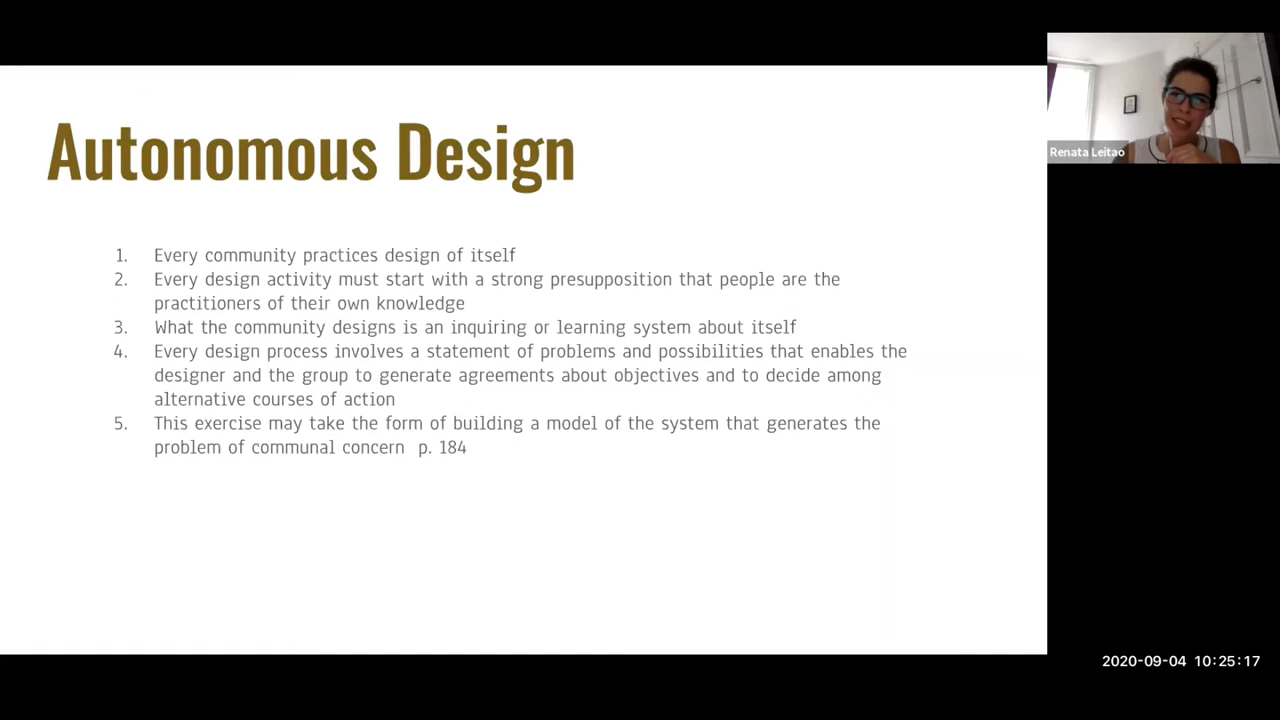 Autonomous Design
1. Every community practices design of itself
2. Every design activity must start with a strong presupposition that people are the
practitioners of their own knowledge
3. What the community designs is an inquiring or learning system about itself
4. Every design process involves a statement of problems and possibilities that enables the
designer and the group to generate agreements about objectives and to decide among
alternative courses of action
5. This exercise may take the form of building a model of the system that generates the
problem of communal concern p. 184
Renata Leitao
2020-09-04 10:25:17